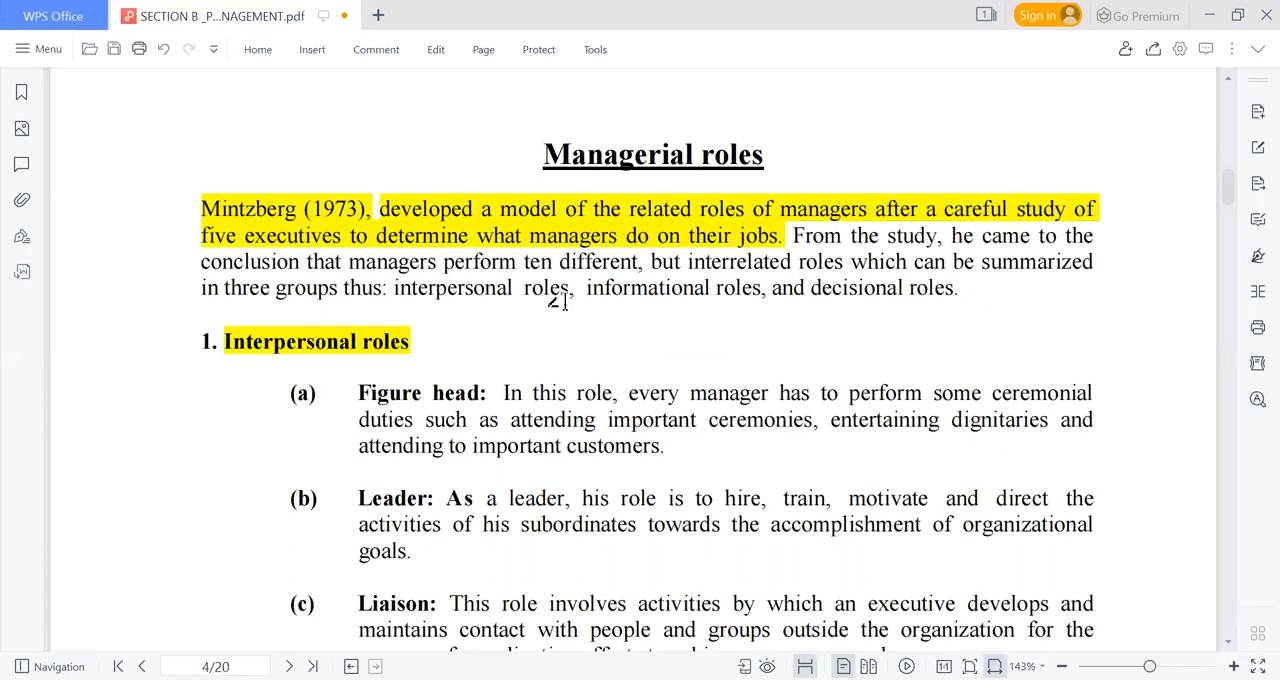 WPS Office
SECTION B _P...NAGEMENT.pdf
Sign in
Go Premium
Menu
Home Insert Comment Edit Page Protect Tools
Managerial roles
Mintzberg (1973), developed a model of the related roles of managers after a careful study of
five executives to determine what managers do on their jobs. From the study, he came to the
conclusion that managers perform ten different, but interrelated roles which can be summarized
in three groups thus: interpersonal roles, informational roles, and decisional roles.
1. Interpersonal roles
(a) Figure head: In this role, every manager has to perform some ceremonial
duties such as attending important ceremonies, entertaining dignitaries and
attending to important customers.
(b) Leader: As a leader, his role is to hire, train, motivate and direct the
activities of his subordinates towards the accomplishment of organizational
goals.
(c) Liaison: This role involves activities by which an executive develops and
maintains contact with people and groups outside the organization for the
Navigation
4/20
143%